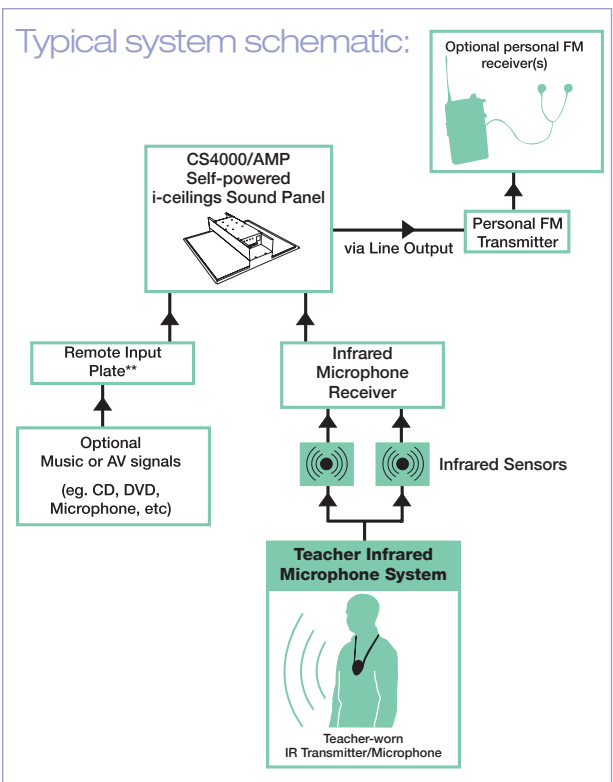 Typical system schematic:
Optional personal FM
receiver(s)
CS4000/AMP
Self-powered
i-ceilings Sound Panel
via Line Output
Personal FM
Transmitter
Remote Input
Plate**
Infrared
Microphone
Receiver
Optional
Music or AV signals
(eg. CD, DVD,
Microphone, etc)
Infrared Sensors
Teacher Infrared
Microphone System
Teacher-worn
IR Transmitter/Microphone